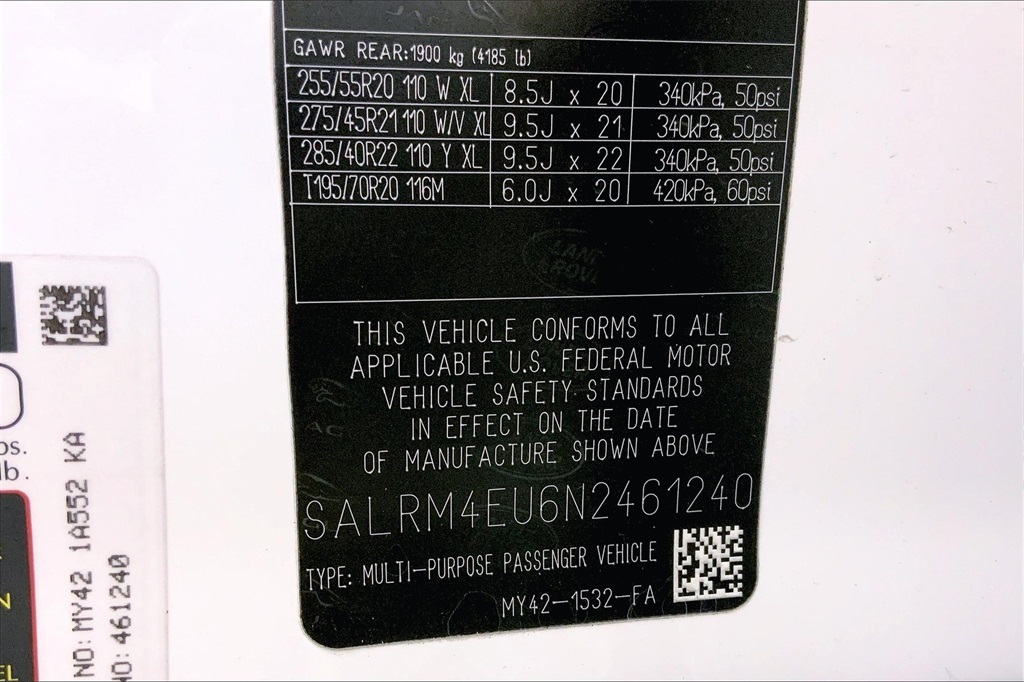 GAWR REAR:1900 kg (4185 lb)
255/55R20 110 W XL 8.5J x 20 340kPa, 50psi
275/45R21 110 W/V XL 9.5J x 21 340kPa, 50psi
285/40R22 110 Y XL 9.5J x 22 340kPa, 50psi
T195/70R20 116M 6.0J x 20 420kPa, 60psi
LAND
ROVER
THIS VEHICLE CONFORMS TO ALL
APPLICABLE U.S. FEDERAL MOTOR
VEHICLE SAFETY STANDARDS
IN EFFECT ON THE DATE
OF MANUFACTURE SHOWN ABOVE
SALRM4EU6N2461240
TYPE: MULTI-PURPOSE PASSENGER VEHICLE
MY42-1532-FA
lb.
NO:MY42 1A552 KA
NO:461240